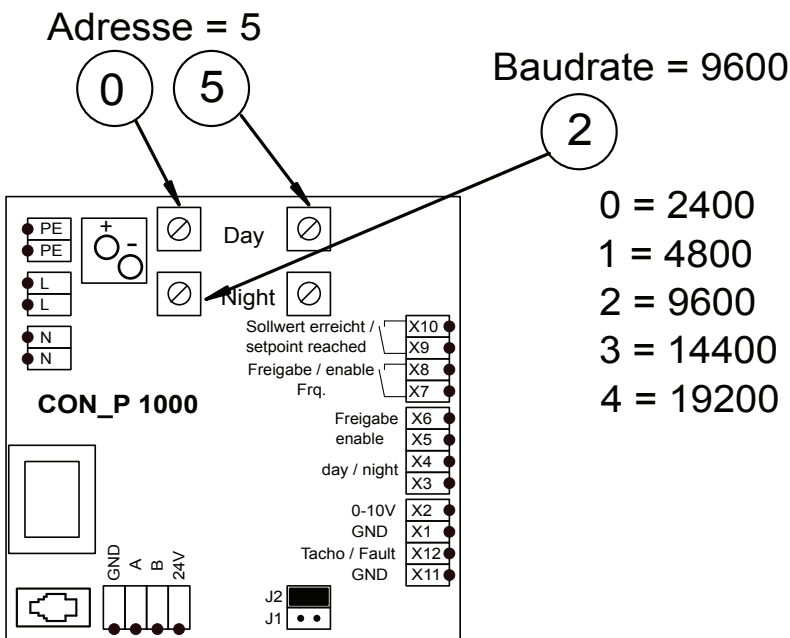 Adresse = 5
0 5
Baudrate = 9600
2
0 = 2400
1 = 4800
2 = 9600
3 = 14400
4 = 19200
PE
PE
L
L
N
N
+
-
Day
Night
Sollwert erreicht / X10
setpoint reached X9
Freigabe / enable X8
Frq. X7
Freigabe X6
enable X5
day / night X4
X3
0-10V X2
GND X1
Tacho / Fault X12
GND X11
CON_P 1000
GND A B 24V
J2
J1